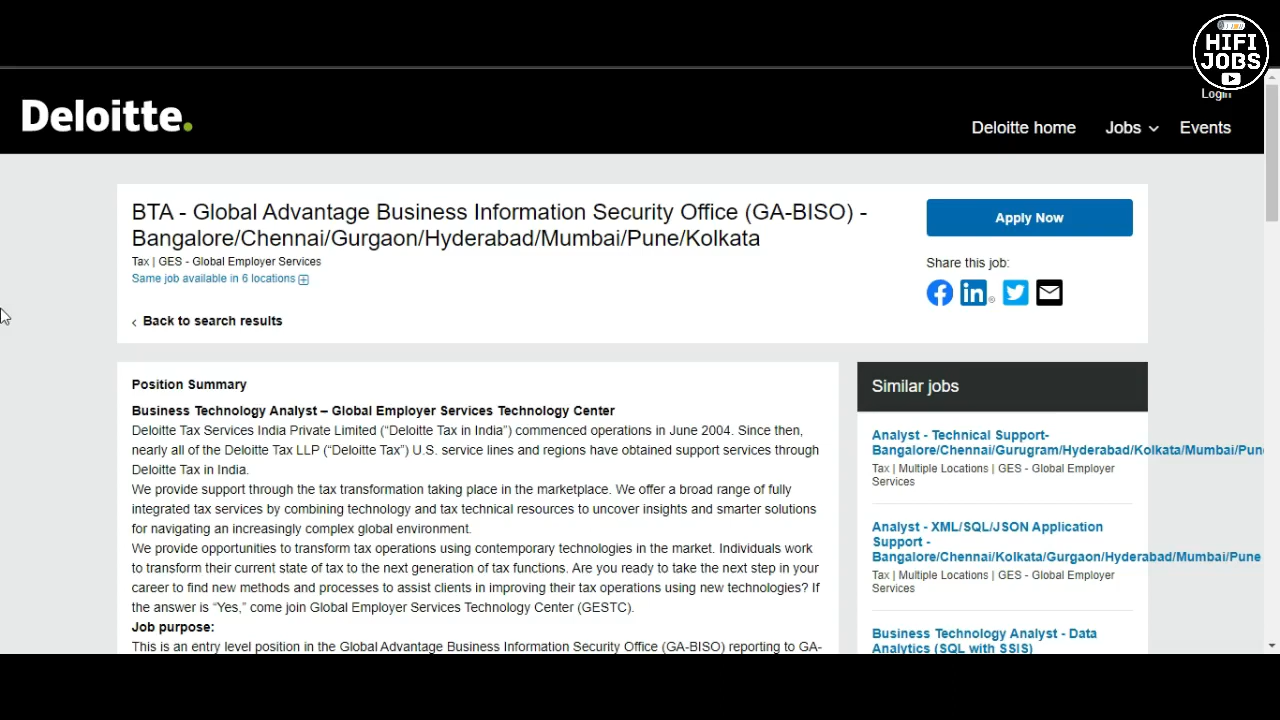 HIFI
JOBS
Login
Deloitte.
Deloitte home
Jobs
Events
BTA - Global Advantage Business Information Security Office (GA-BISO) -
Bangalore/Chennai/Gurgaon/Hyderabad/Mumbai/Pune/Kolkata
Tax | GES - Global Employer Services
Same job available in 6 locations
Back to search results
Apply Now
Share this job:
Position Summary
Business Technology Analyst – Global Employer Services Technology Center
Deloitte Tax Services India Private Limited (“Deloitte Tax in India”) commenced operations in June 2004. Since then,
nearly all of the Deloitte Tax LLP (“Deloitte Tax”) U.S. service lines and regions have obtained support services through
Deloitte Tax in India.
We provide support through the tax transformation taking place in the marketplace. We offer a broad range of fully
integrated tax services by combining technology and tax technical resources to uncover insights and smarter solutions
for navigating an increasingly complex global environment.
We provide opportunities to transform tax operations using contemporary technologies in the market. Individuals work
to transform their current state of tax to the next generation of tax functions. Are you ready to take the next step in your
career to find new methods and processes to assist clients in improving their tax operations using new technologies? If
the answer is “Yes,” come join Global Employer Services Technology Center (GESTC).
Job purpose:
This is an entry level position in the Global Advantage Business Information Security Office (GA-BISO) reporting to GA-
Similar jobs
Analyst - Technical Support-
Bangalore/Chennai/Gurugram/Hyderabad/Kolkata/Mumbai/Pun
Tax | Multiple Locations | GES - Global Employer
Services
Analyst - XML/SQL/JSON Application
Support -
Bangalore/Chennai/Kolkata/Gurgaon/Hyderabad/Mumbai/Pune
Tax | Multiple Locations | GES - Global Employer
Services
Business Technology Analyst - Data
Analytics (SQL with SSIS)